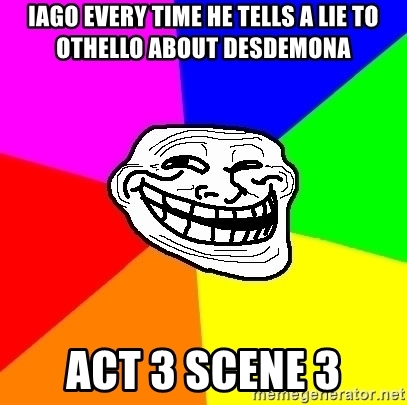 IAGO EVERY TIME HE TELLS A LIE TO
OTHELLO ABOUT DESDEMONA
ACT 3 SCENE 3
memegenerator.net